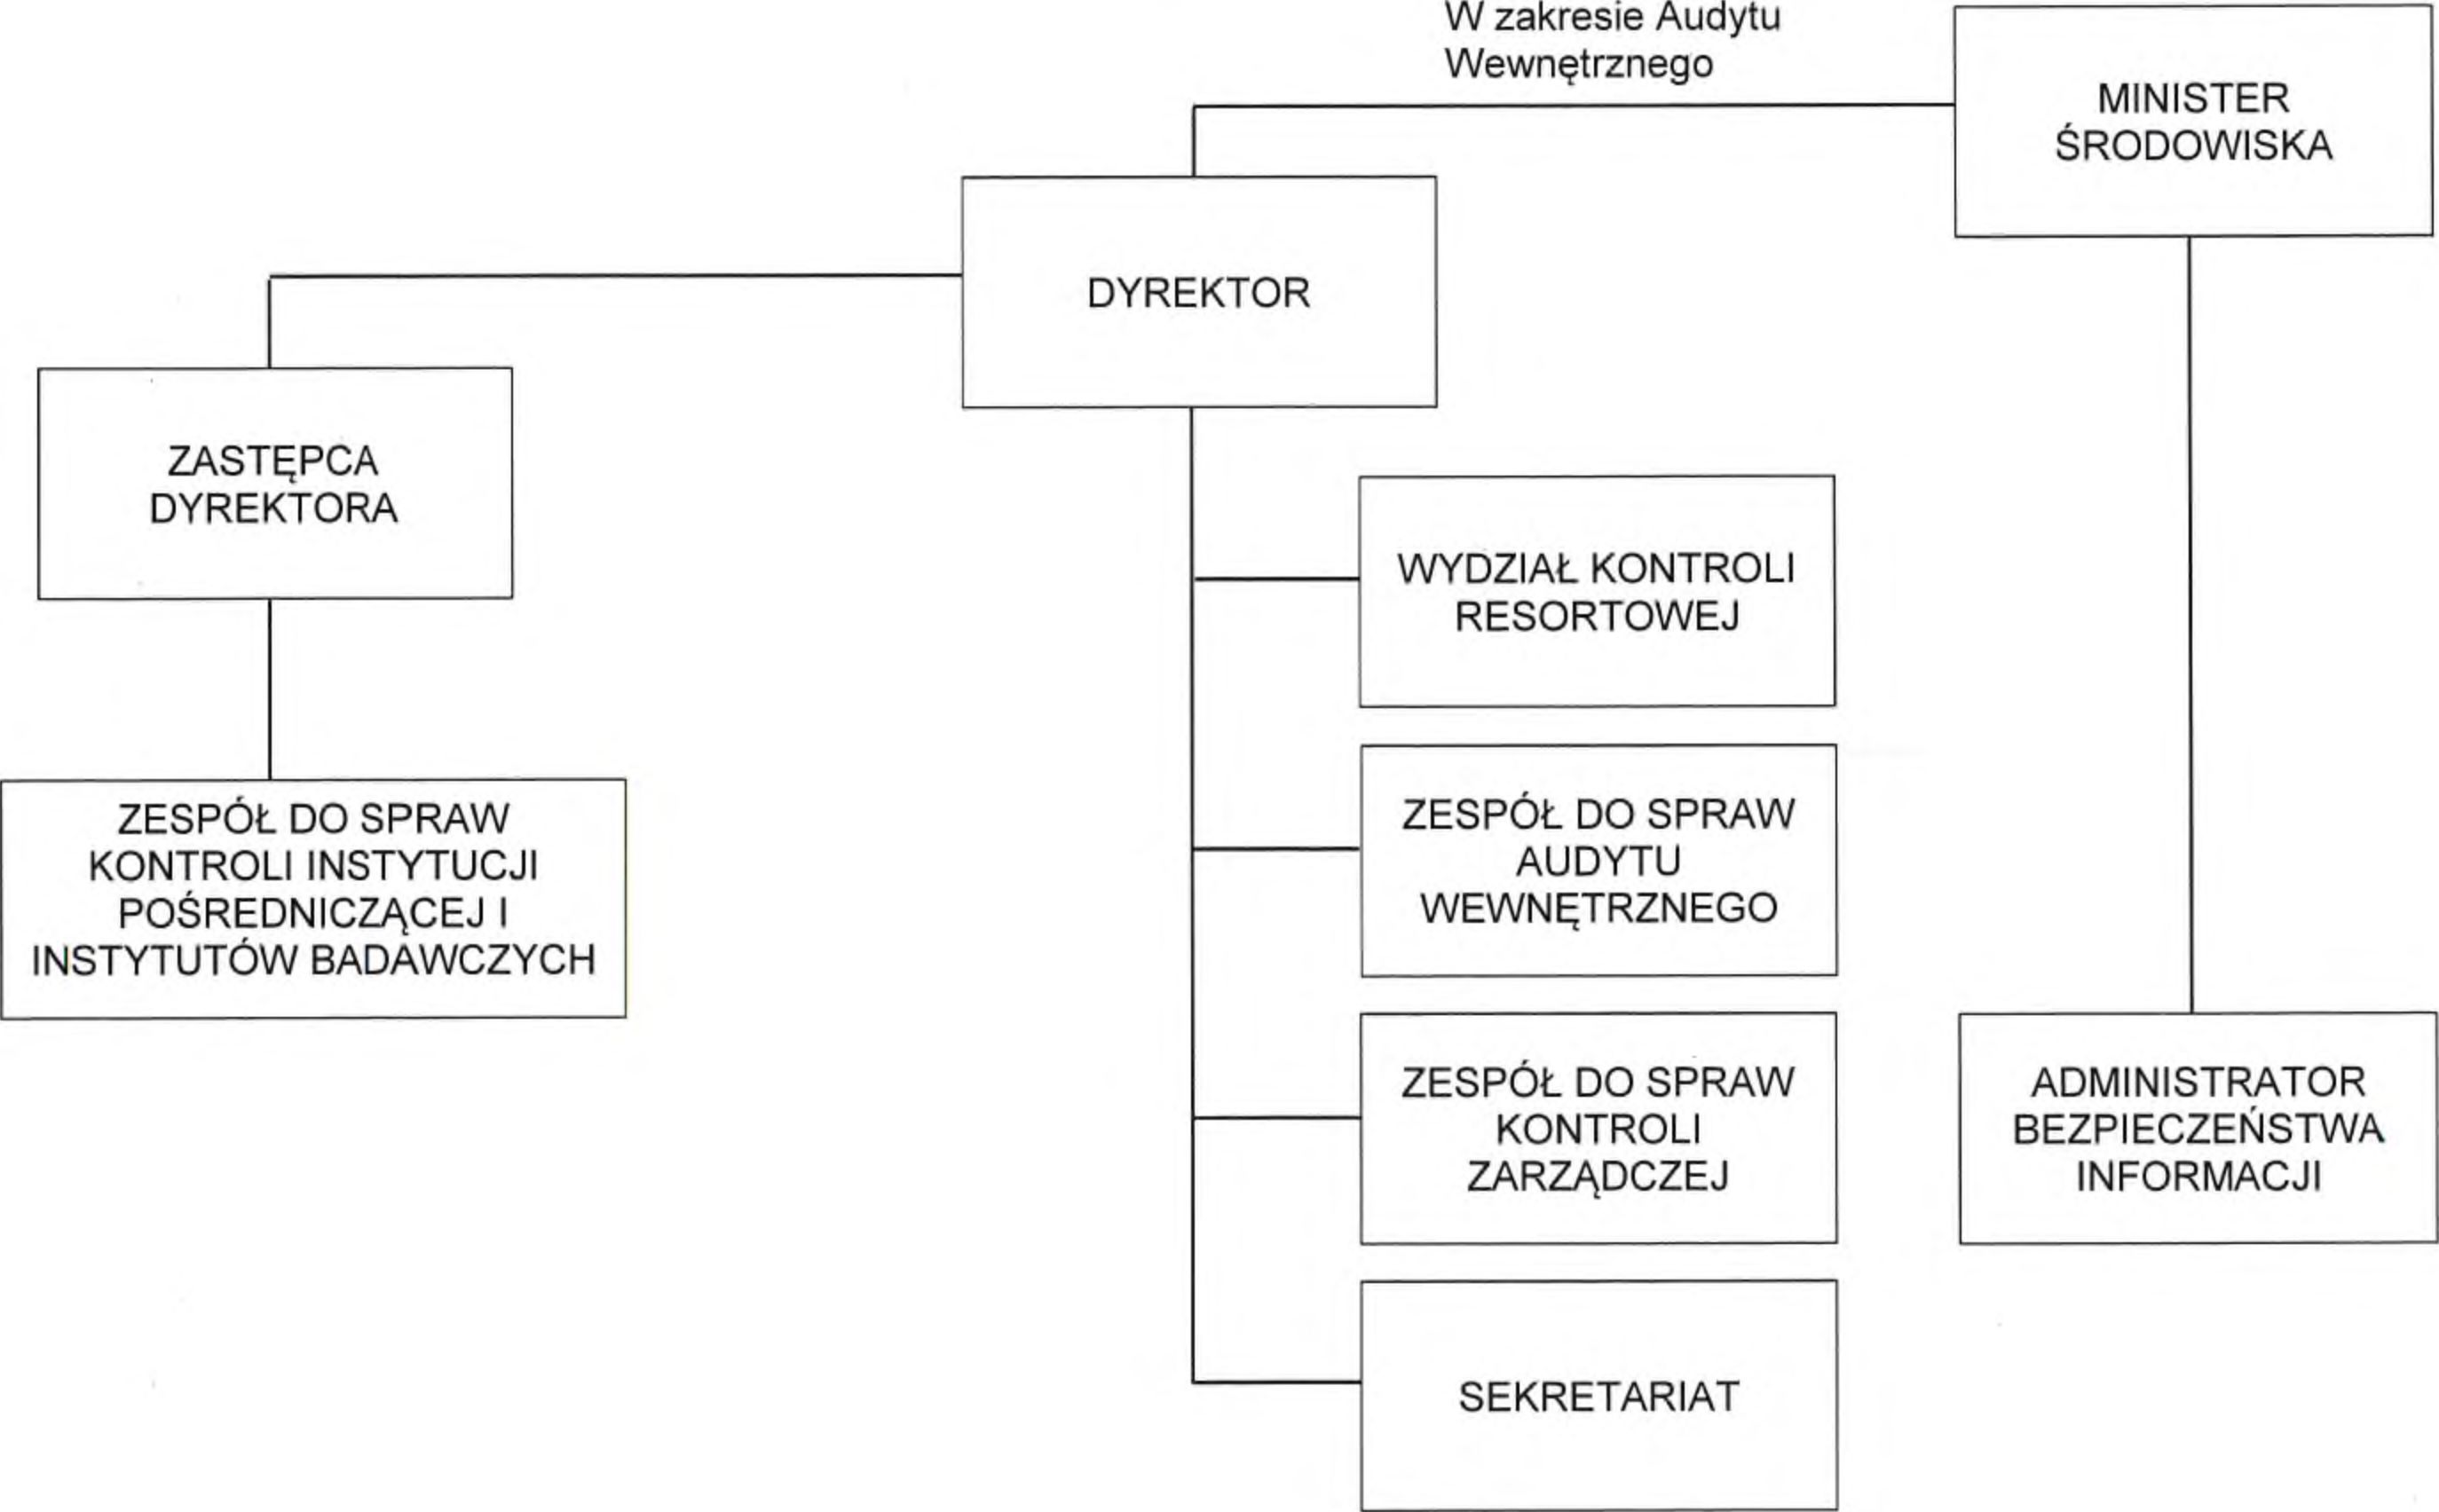 W zakresie Audytu
Wewnętrznego
MINISTER
ŚRODOWISKA
DYREKTOR
ZASTĘPCA
DYREKTORA
WYDZIAŁ KONTROLI
RESORTOWEJ
ZESPÓŁ DO SPRAW
KONTROLI INSTYTUCJI
POŚREDNICZĄCEJ I
INSTYTUTÓW BADAWCZYCH
ZESPÓŁ DO SPRAW
AUDYTU
WEWNĘTRZNEGO
ZESPÓŁ DO SPRAW
KONTROLI
ZARZĄDCZEJ
ADMINISTRATOR
BEZPIECZEŃSTWA
INFORMACJI
SEKRETARIAT